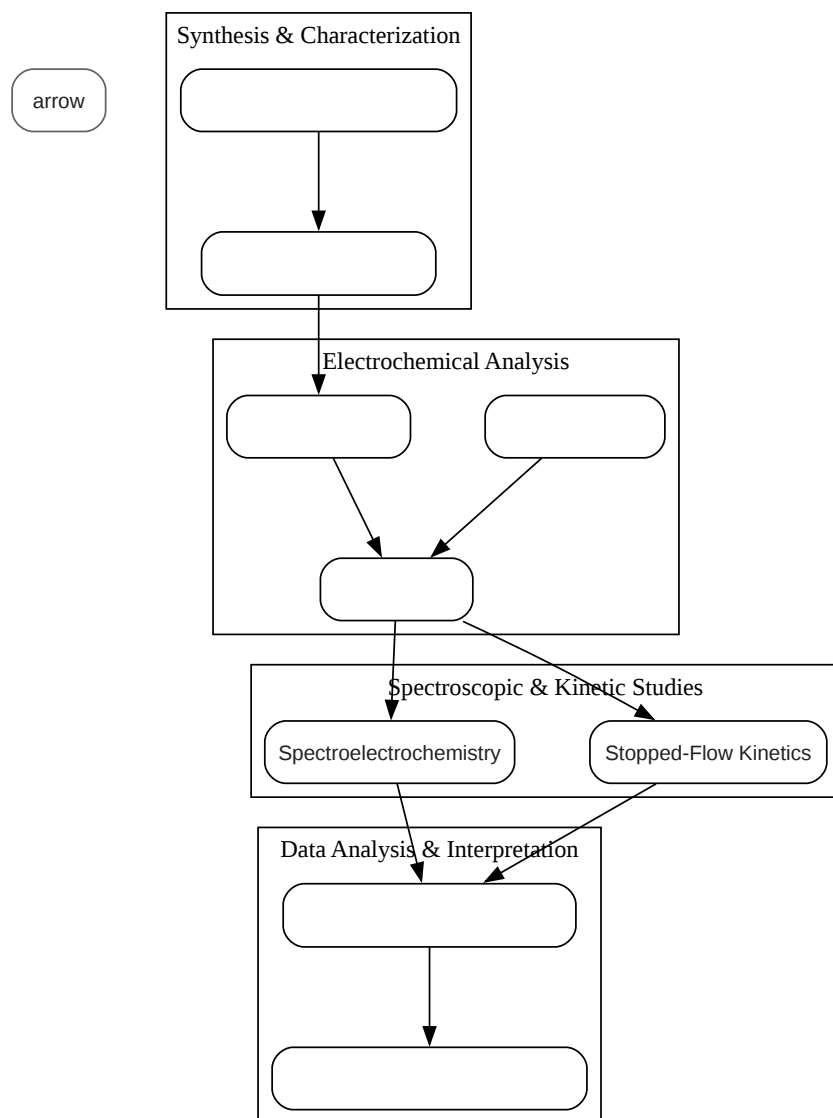 Synthesis & Characterization
arrow
Electrochemical Analysis
Spectroscopic & Kinetic Studies
Spectroelectrochemistry
Stopped-Flow Kinetics
Data Analysis & Interpretation